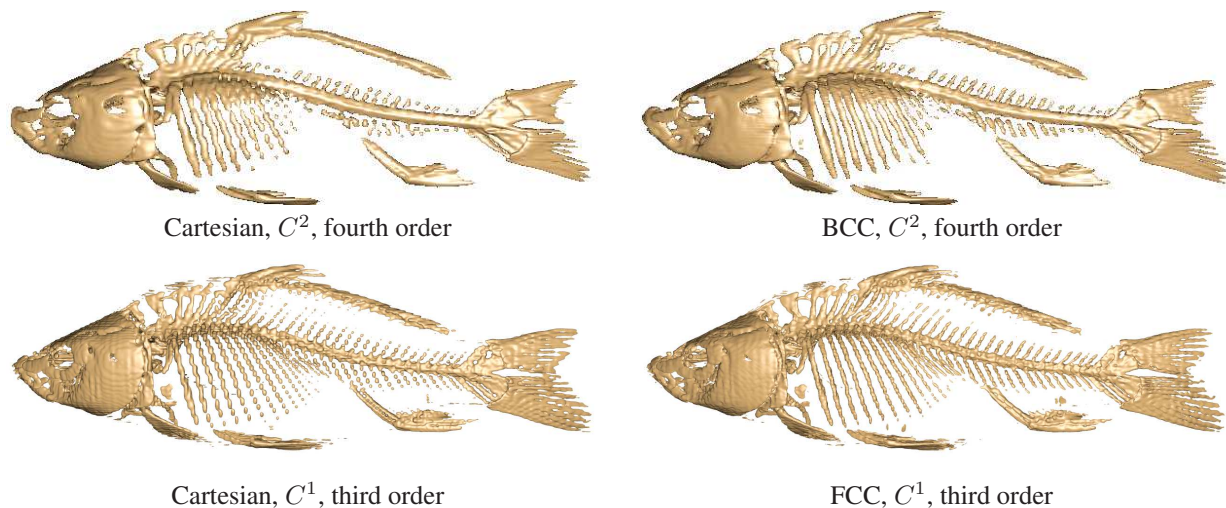 Cartesian, C², fourth order
BCC, C², fourth order
Cartesian, C¹, third order
FCC, C¹, third order